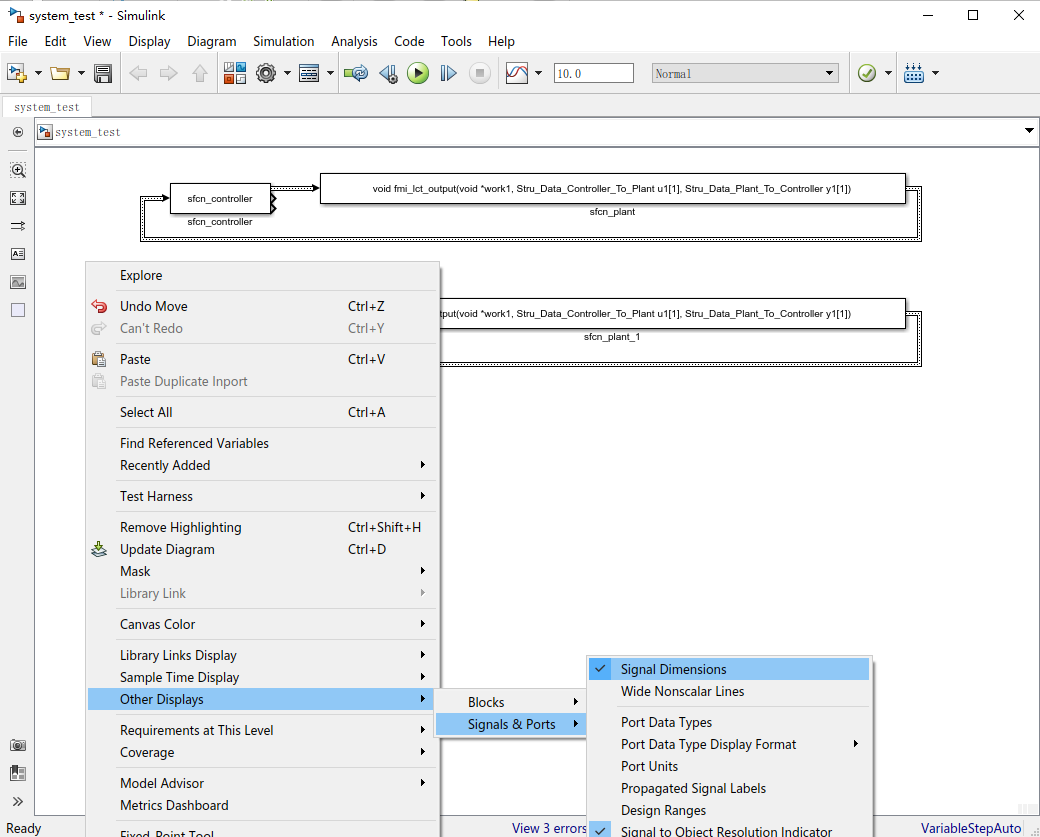 system_test * - Simulink
File Edit View Display Diagram Simulation Analysis Code Tools Help
10.0 Normal
system_test
system_test
sfcn_controller
sfcn_controller
void fmi_lct_output(void *work1, Stru_Data_Controller_To_Plant u1[1], Stru_Data_Plant_To_Controller y1[1])
sfcn_plant
tput(void *work1, Stru_Data_Controller_To_Plant u1[1], Stru_Data_Plant_To_Controller y1[1])
sfcn_plant_1
Explore
Undo Move Ctrl+Z
Can't Redo Ctrl+Y
Paste Ctrl+V
Paste Duplicate Inport
Select All Ctrl+A
Find Referenced Variables
Recently Added
Test Harness
Remove Highlighting Ctrl+Shift+H
Update Diagram Ctrl+D
Mask
Library Link
Canvas Color
Library Links Display
Sample Time Display
Other Displays
Requirements at This Level
Coverage
Model Advisor
Metrics Dashboard
Fixed-Point Tool
Blocks
Signals & Ports
Signal Dimensions
Wide Nonscalar Lines
Port Data Types
Port Data Type Display Format
Port Units
Propagated Signal Labels
Design Ranges
Signal to Object Resolution Indicator
Ready View 3 errors VariableStepAuto